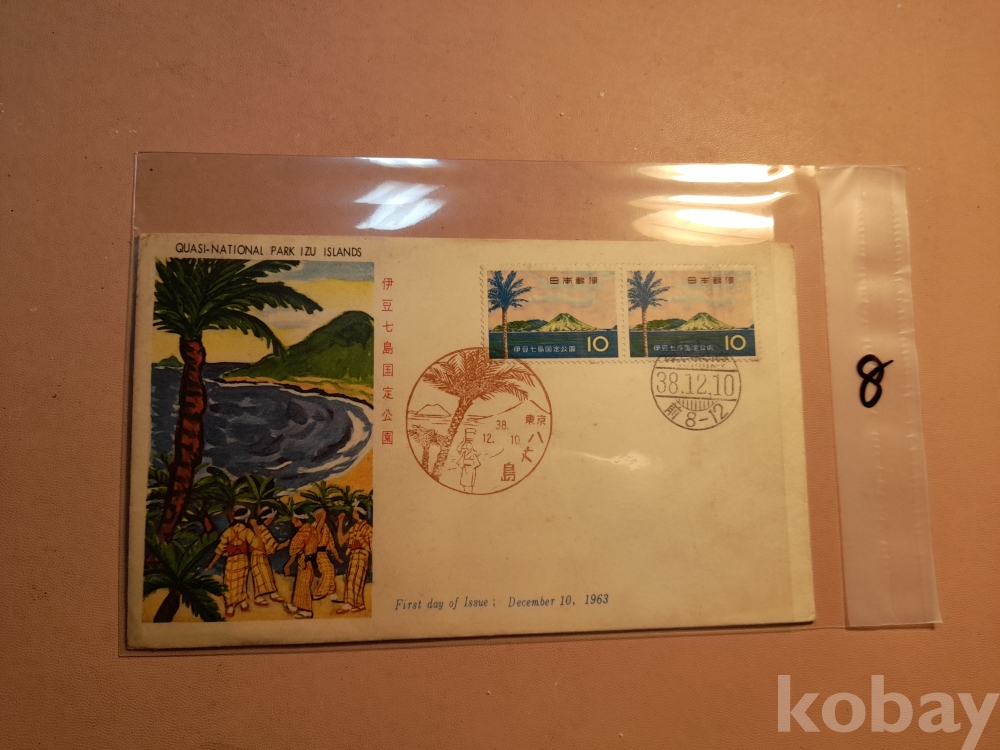 QUASI-NATIONAL PARK IZU ISLANDS
伊豆七島国定公園
日本郵便
伊豆七島国定公園 10
日本郵便
伊豆七島国定公園 10
38.12.10
前 8-12
38.
12. 10.
東京
八丈島
First day of Issue; December 10, 1963
8
kobay